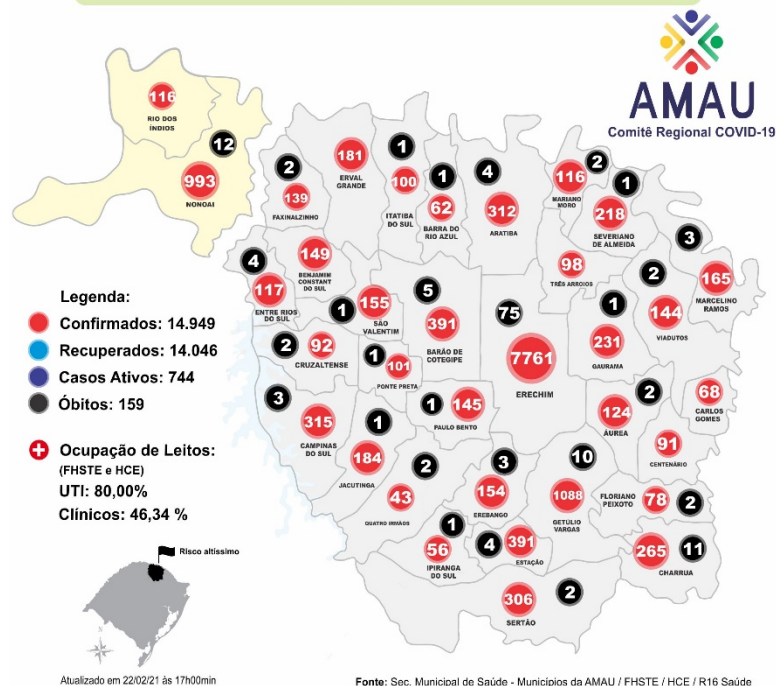 AMAU
Comitê Regional COVID-19
116
RIO DOS
ÍNDIOS
12
993
NONOAI
2
139
FAXINALZINHO
181
ERVAL
GRANDE
1
100
ITATIBA
DO SUL
1
62
BARRA DO
RIO AZUL
4
312
ARATIBA
2
116
MARIANO
MORO
1
218
SEVERIANO
DE ALMEIDA
3
165
MARCELINO
RAMOS
98
TRÊS ARROIOS
2
144
VIADUTOS
4
117
ENTRE RIOS
DO SUL
149
BENJAMIM
CONSTANT
DO SUL
1
155
SÃO
VALENTIM
5
391
BARÃO DE
COTEGIPE
75
7761
ERECHIM
1
231
GAURAMA
2
92
CRUZALTENSE
1
101
PONTE PRETA
68
CARLOS
GOMES
3
315
CAMPINAS
DO SUL
1
184
JACUTINGA
1
145
PAULO BENTO
2
124
ÁUREA
91
CENTENÁRIO
2
43
QUATRO IRMÃOS
3
154
EREBANGO
10
1088
GETÚLIO
VARGAS
FLORIANO
PEIXOTO
78
2
1
56
IPIRANGA
DO SUL
4
391
ESTAÇÃO
265
11
CHARRUA
306
2
SERTÃO
Legenda:
Confirmados: 14.949
Recuperados: 14.046
Casos Ativos: 744
Óbitos: 159
Ocupação de Leitos:
(FHSTE e HCE)
UTI: 80,00%
Clínicos: 46,34 %
Risco altíssimo
Atualizado em 22/02/21 às 17h00min
Fonte: Sec. Municipal de Saúde - Municípios da AMAU / FHSTE / HCE / R16 Saúde